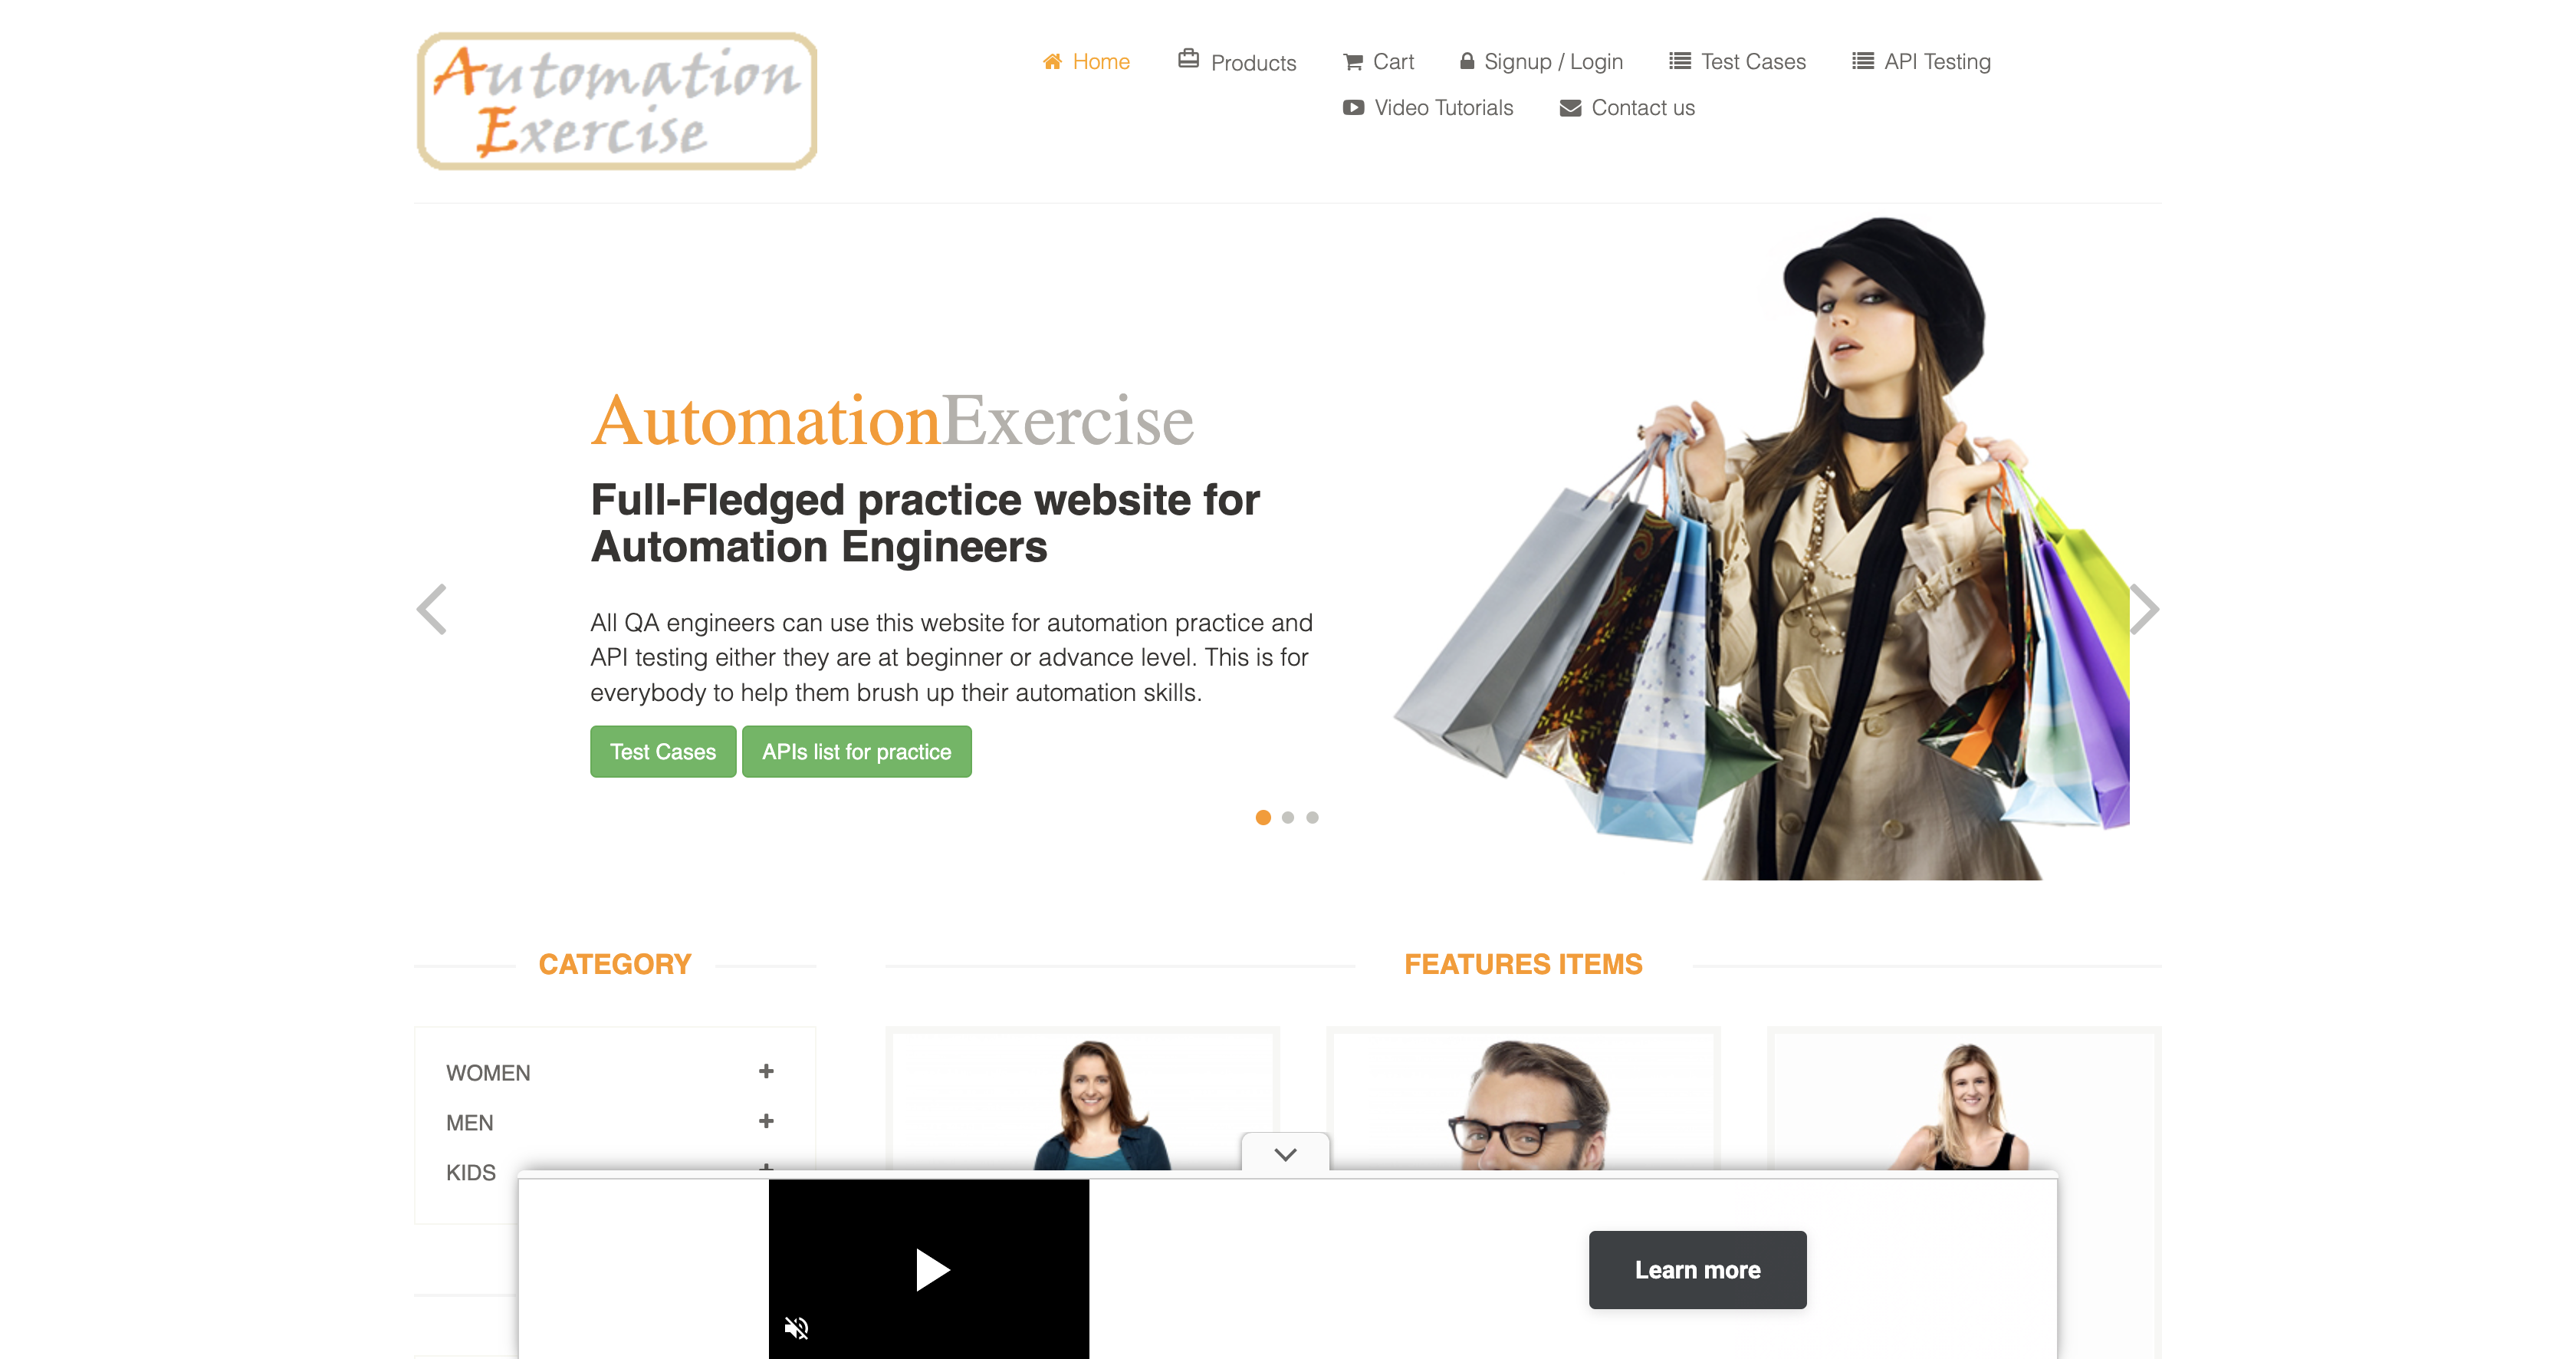 Automation
Exercise
Home Products Cart Signup / Login Test Cases API Testing
Video Tutorials Contact us
AutomationExercise
Full-Fledged practice website for
Automation Engineers
All QA engineers can use this website for automation practice and
API testing either they are at beginner or advance level. This is for
everybody to help them brush up their automation skills.
Test Cases APIs list for practice
CATEGORY
FEATURES ITEMS
WOMEN
MEN
KIDS
Learn more